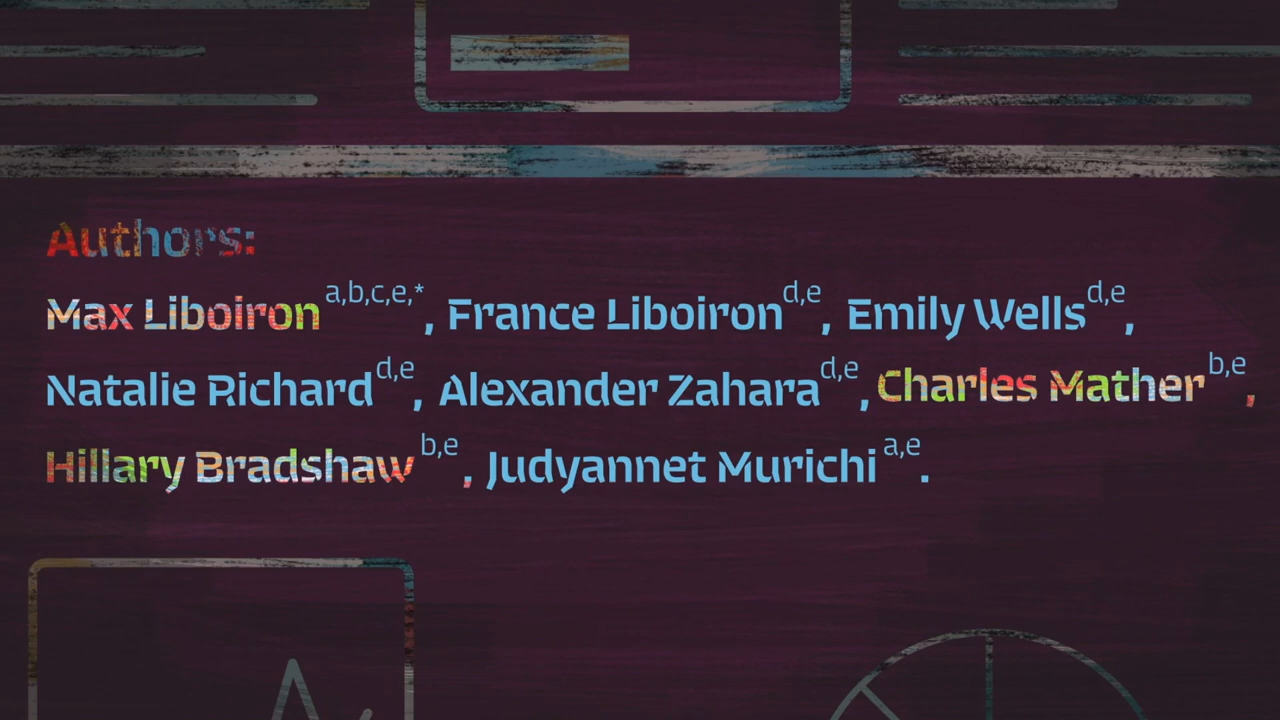 Authors:
Max Liboiron a,b,c,e,*, France Liboiron d,e, Emily Wells d,e,
Natalie Richard d,e, Alexander Zahara d,e, Charles Mather b,e,
Hillary Bradshaw b,e, Judyannet Murichi a,e.